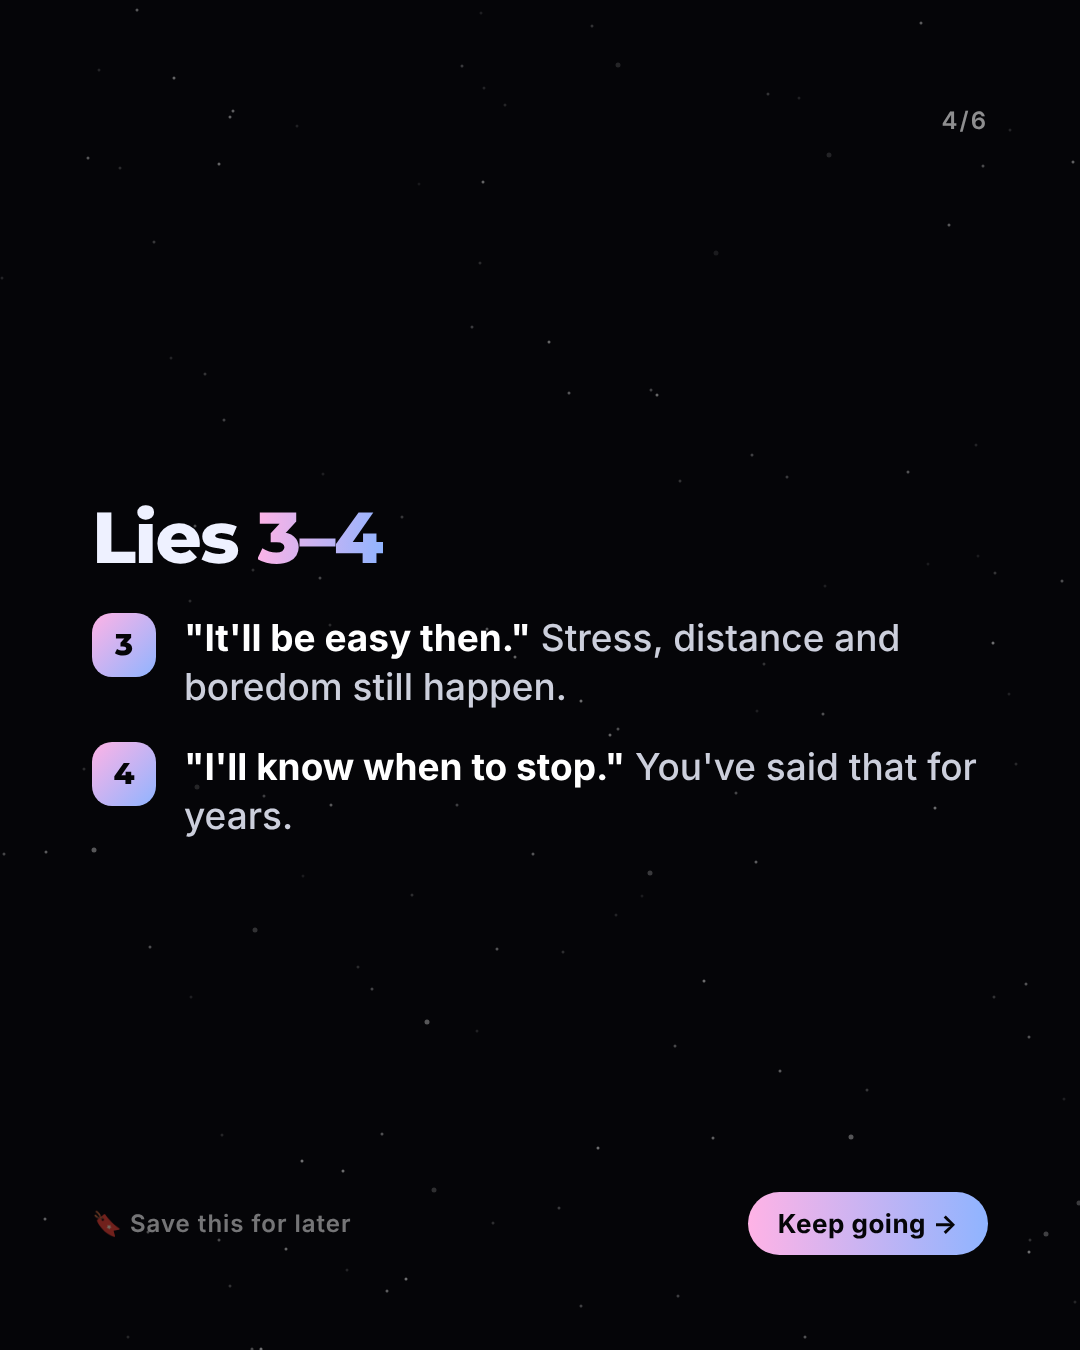 4/6
Lies 3–4
3 "It'll be easy then." Stress, distance and
boredom still happen.
4 "I'll know when to stop." You've said that for
years.
🔖 Save this for later
Keep going →